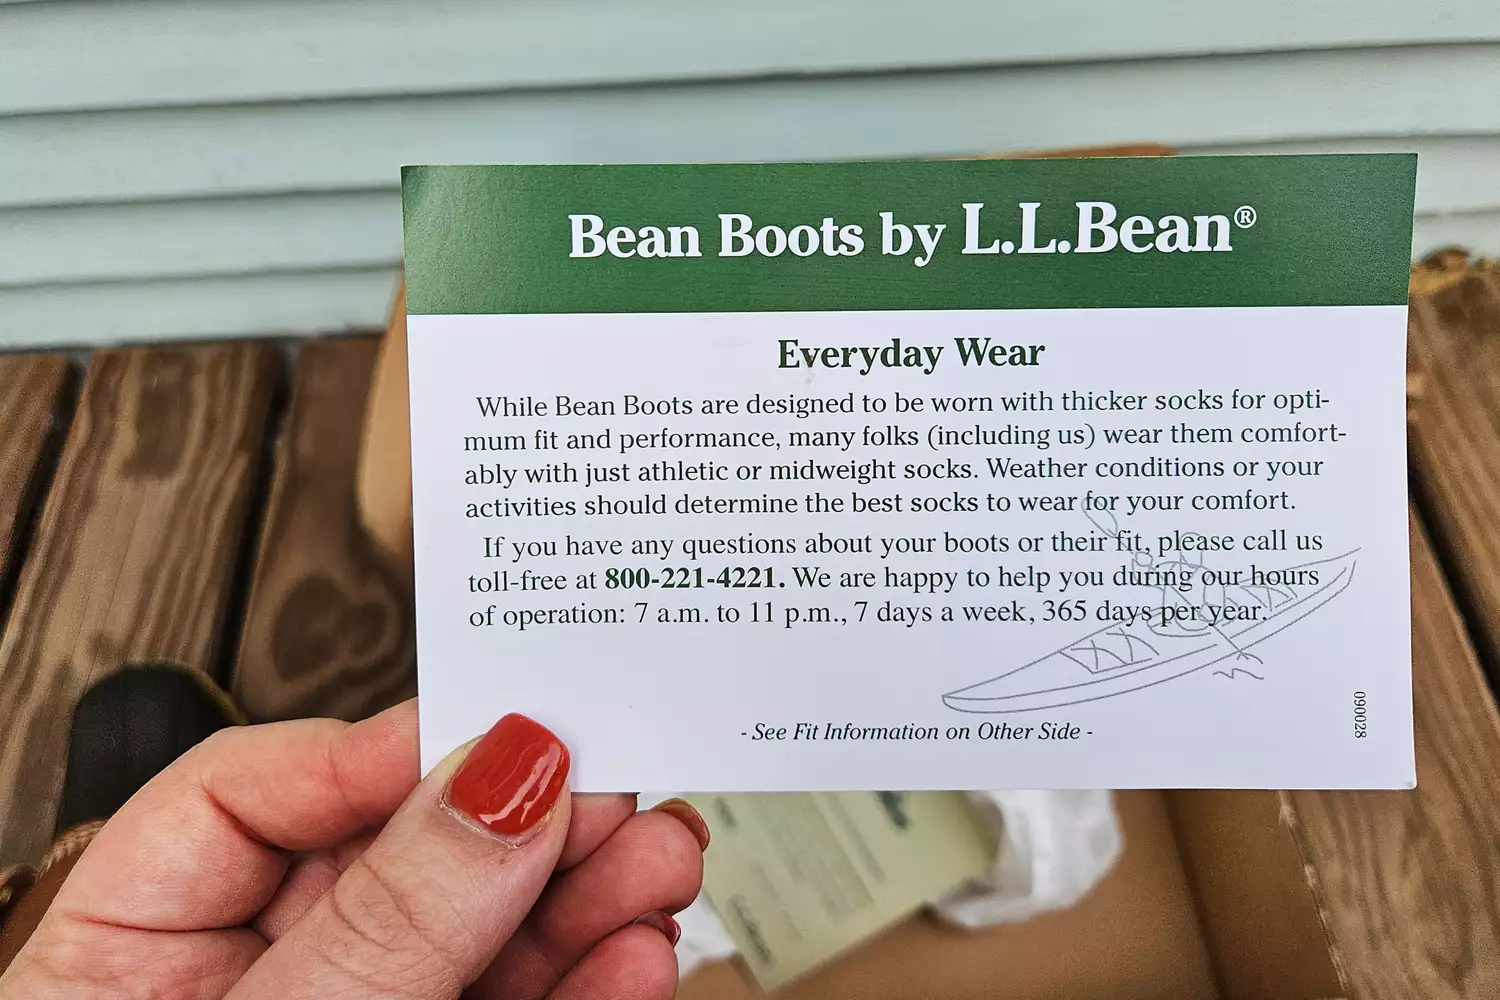 Bean Boots by L.L.Bean®
Everyday Wear
While Bean Boots are designed to be worn with thicker socks for opti-
mum fit and performance, many folks (including us) wear them comfort-
ably with just athletic or midweight socks. Weather conditions or your
activities should determine the best socks to wear for your comfort.
If you have any questions about your boots or their fit, please call us
toll-free at 800-221-4221. We are happy to help you during our hours
of operation: 7 a.m. to 11 p.m., 7 days a week, 365 days per year.
- See Fit Information on Other Side -
090028